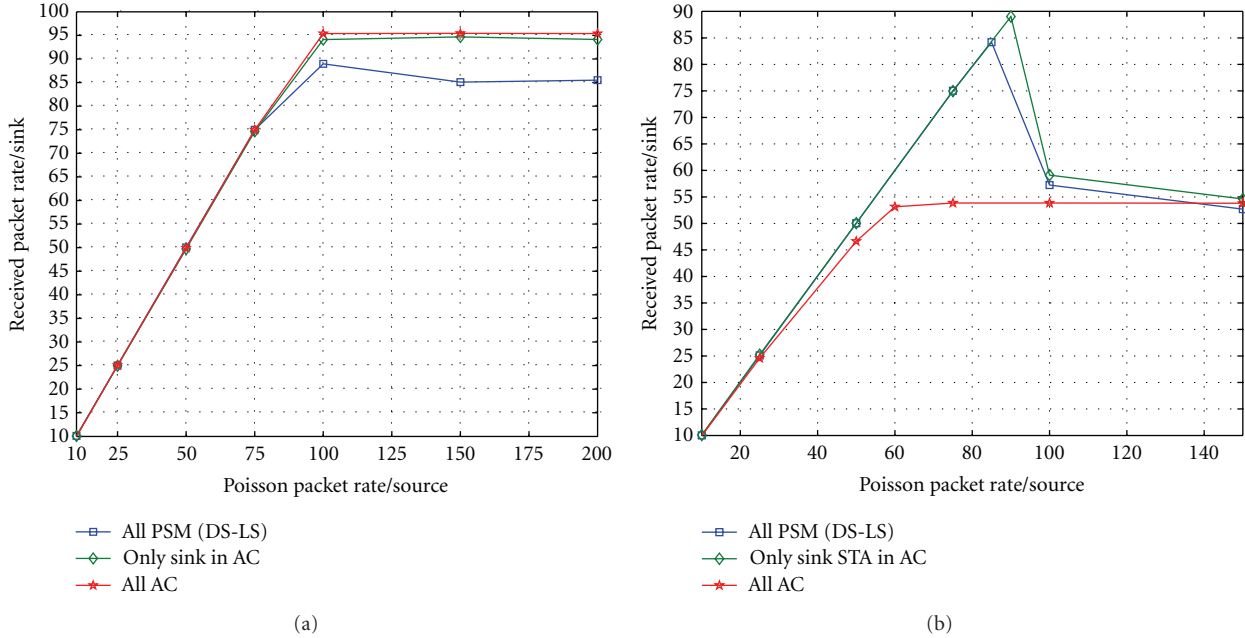 100
95
90
85
80
75
70
65
60
55
50
45
40
35
30
25
20
15
10
Received packet rate/sink
10 25 50 75 100 125 150 175 200
Poisson packet rate/source
All PSM (DS-LS)
Only sink in AC
All AC
(a)
90
85
80
75
70
65
60
55
50
45
40
35
30
25
20
15
10
Received packet rate/sink
20 40 60 80 100 120 140
Poisson packet rate/source
All PSM (DS-LS)
Only sink STA in AC
All AC
(b)